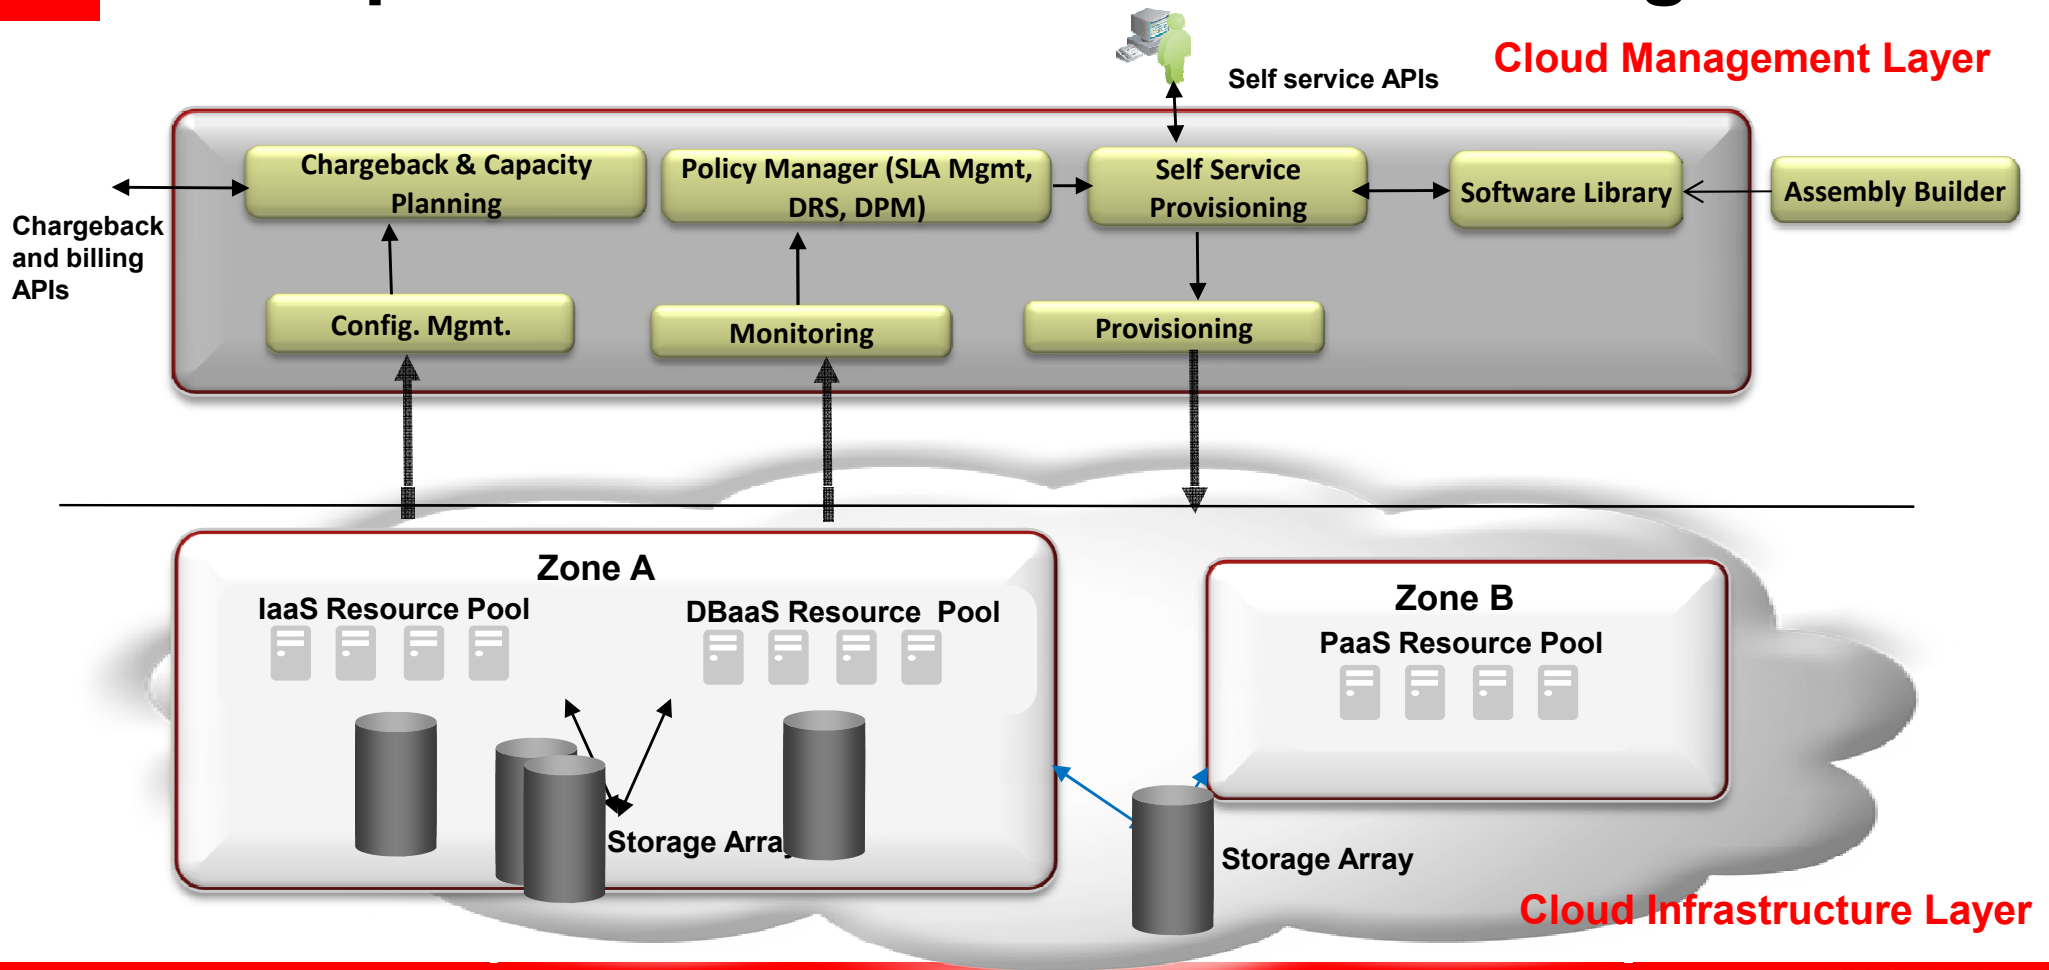 Cloud Management Layer
Self service APIs
Chargeback & Capacity
Planning
Policy Manager (SLA Mgmt,
DRS, DPM)
Self Service
Provisioning
Software Library
Assembly Builder
Chargeback
and billing
APIs
Config. Mgmt.
Monitoring
Provisioning
Zone A
IaaS Resource Pool
DBaaS Resource Pool
Zone B
PaaS Resource Pool
Storage Array
Storage Array
Cloud Infrastructure Layer